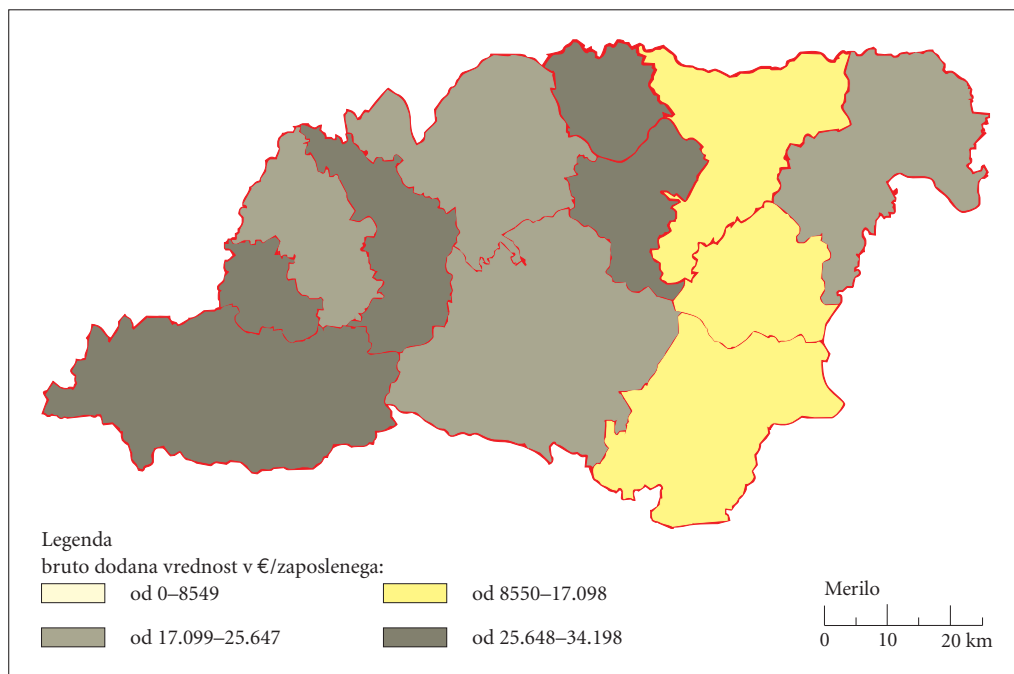 Legenda
bruto dodana vrednost v €/zaposlenega:
od 0–8549
od 8550–17.098
od 17.099–25.647
od 25.648–34.198
Merilo
0 10 20 km